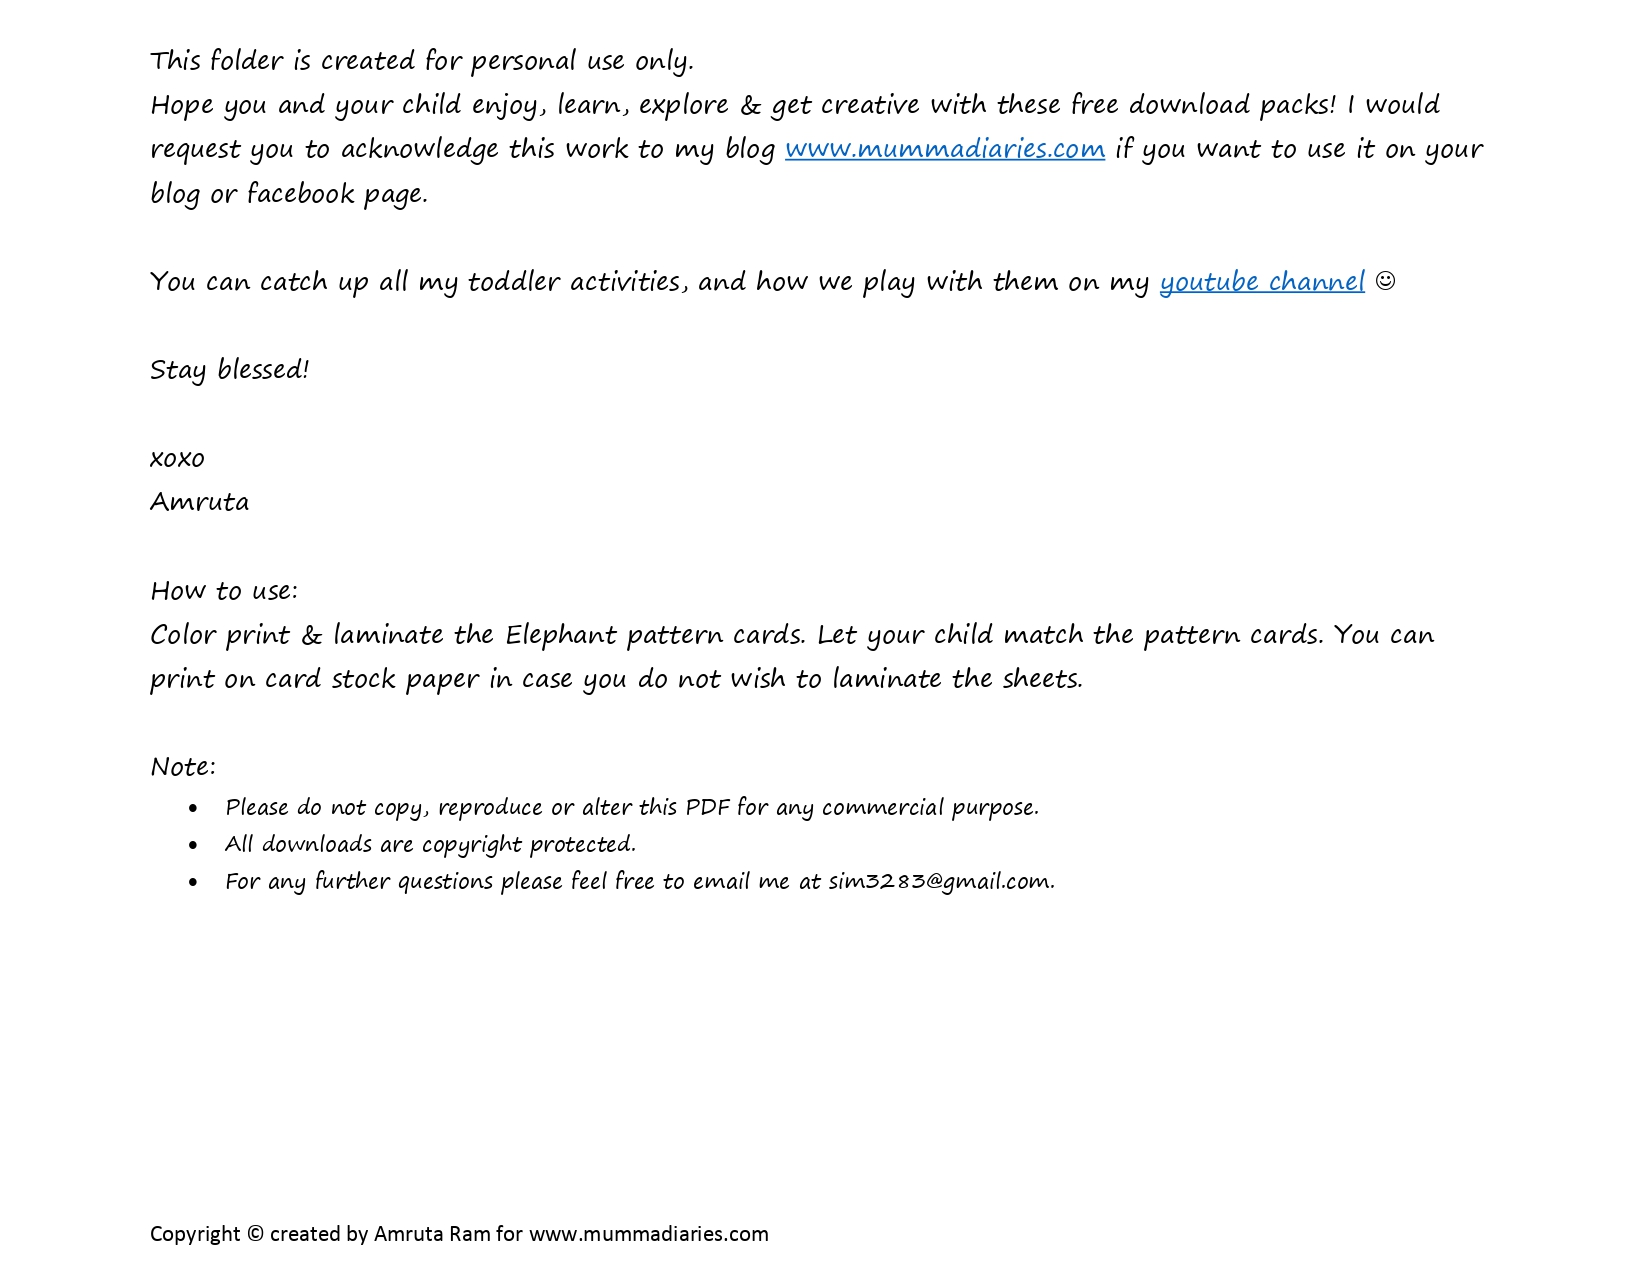 This folder is created for personal use only.
Hope you and your child enjoy, learn, explore & get creative with these free download packs! I would
request you to acknowledge this work to my blog www.mummadiaries.com if you want to use it on your
blog or facebook page.
You can catch up all my toddler activities, and how we play with them on my youtube channel ☺
Stay blessed!
xoxo
Amruta
How to use:
Color print & laminate the Elephant pattern cards. Let your child match the pattern cards. You can
print on card stock paper in case you do not wish to laminate the sheets.
Note:
• Please do not copy, reproduce or alter this PDF for any commercial purpose.
• All downloads are copyright protected.
• For any further questions please feel free to email me at sim3283@gmail.com.
Copyright © created by Amruta Ram for www.mummadiaries.com